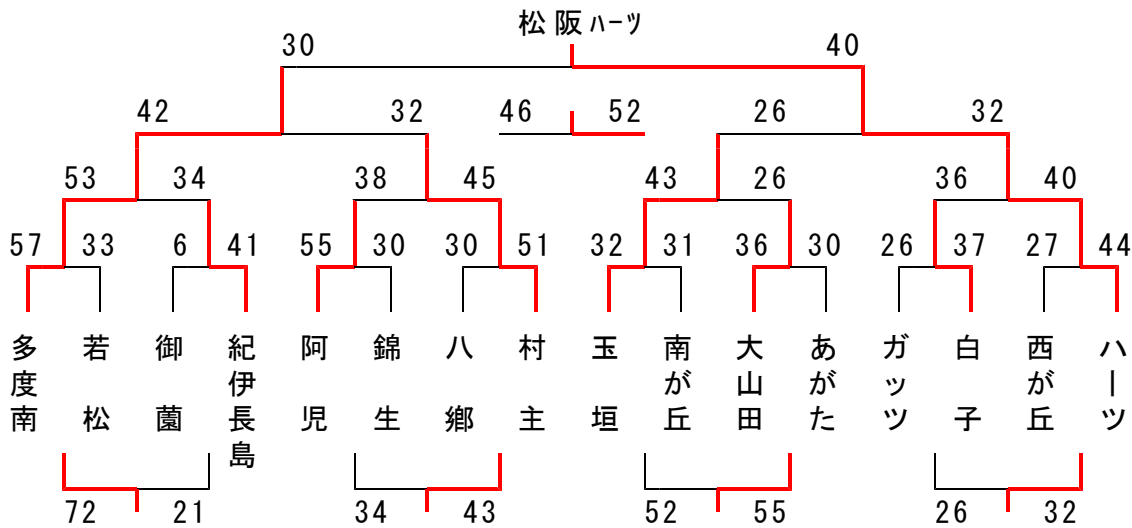 松阪ハーツ
30 40
42 32 46 52 26 32
53 34 38 45 43 26 36 40
57 33 6 41 55 30 30 51 32 31 36 30 26 37 27 44
多度南 若松 御薗 紀伊長島 阿児 錦生 八郷 村主 玉垣 南が丘 大山田 あがた ガッツ 白子 西が丘 ハーツ
72 21 34 43 52 55 26 32